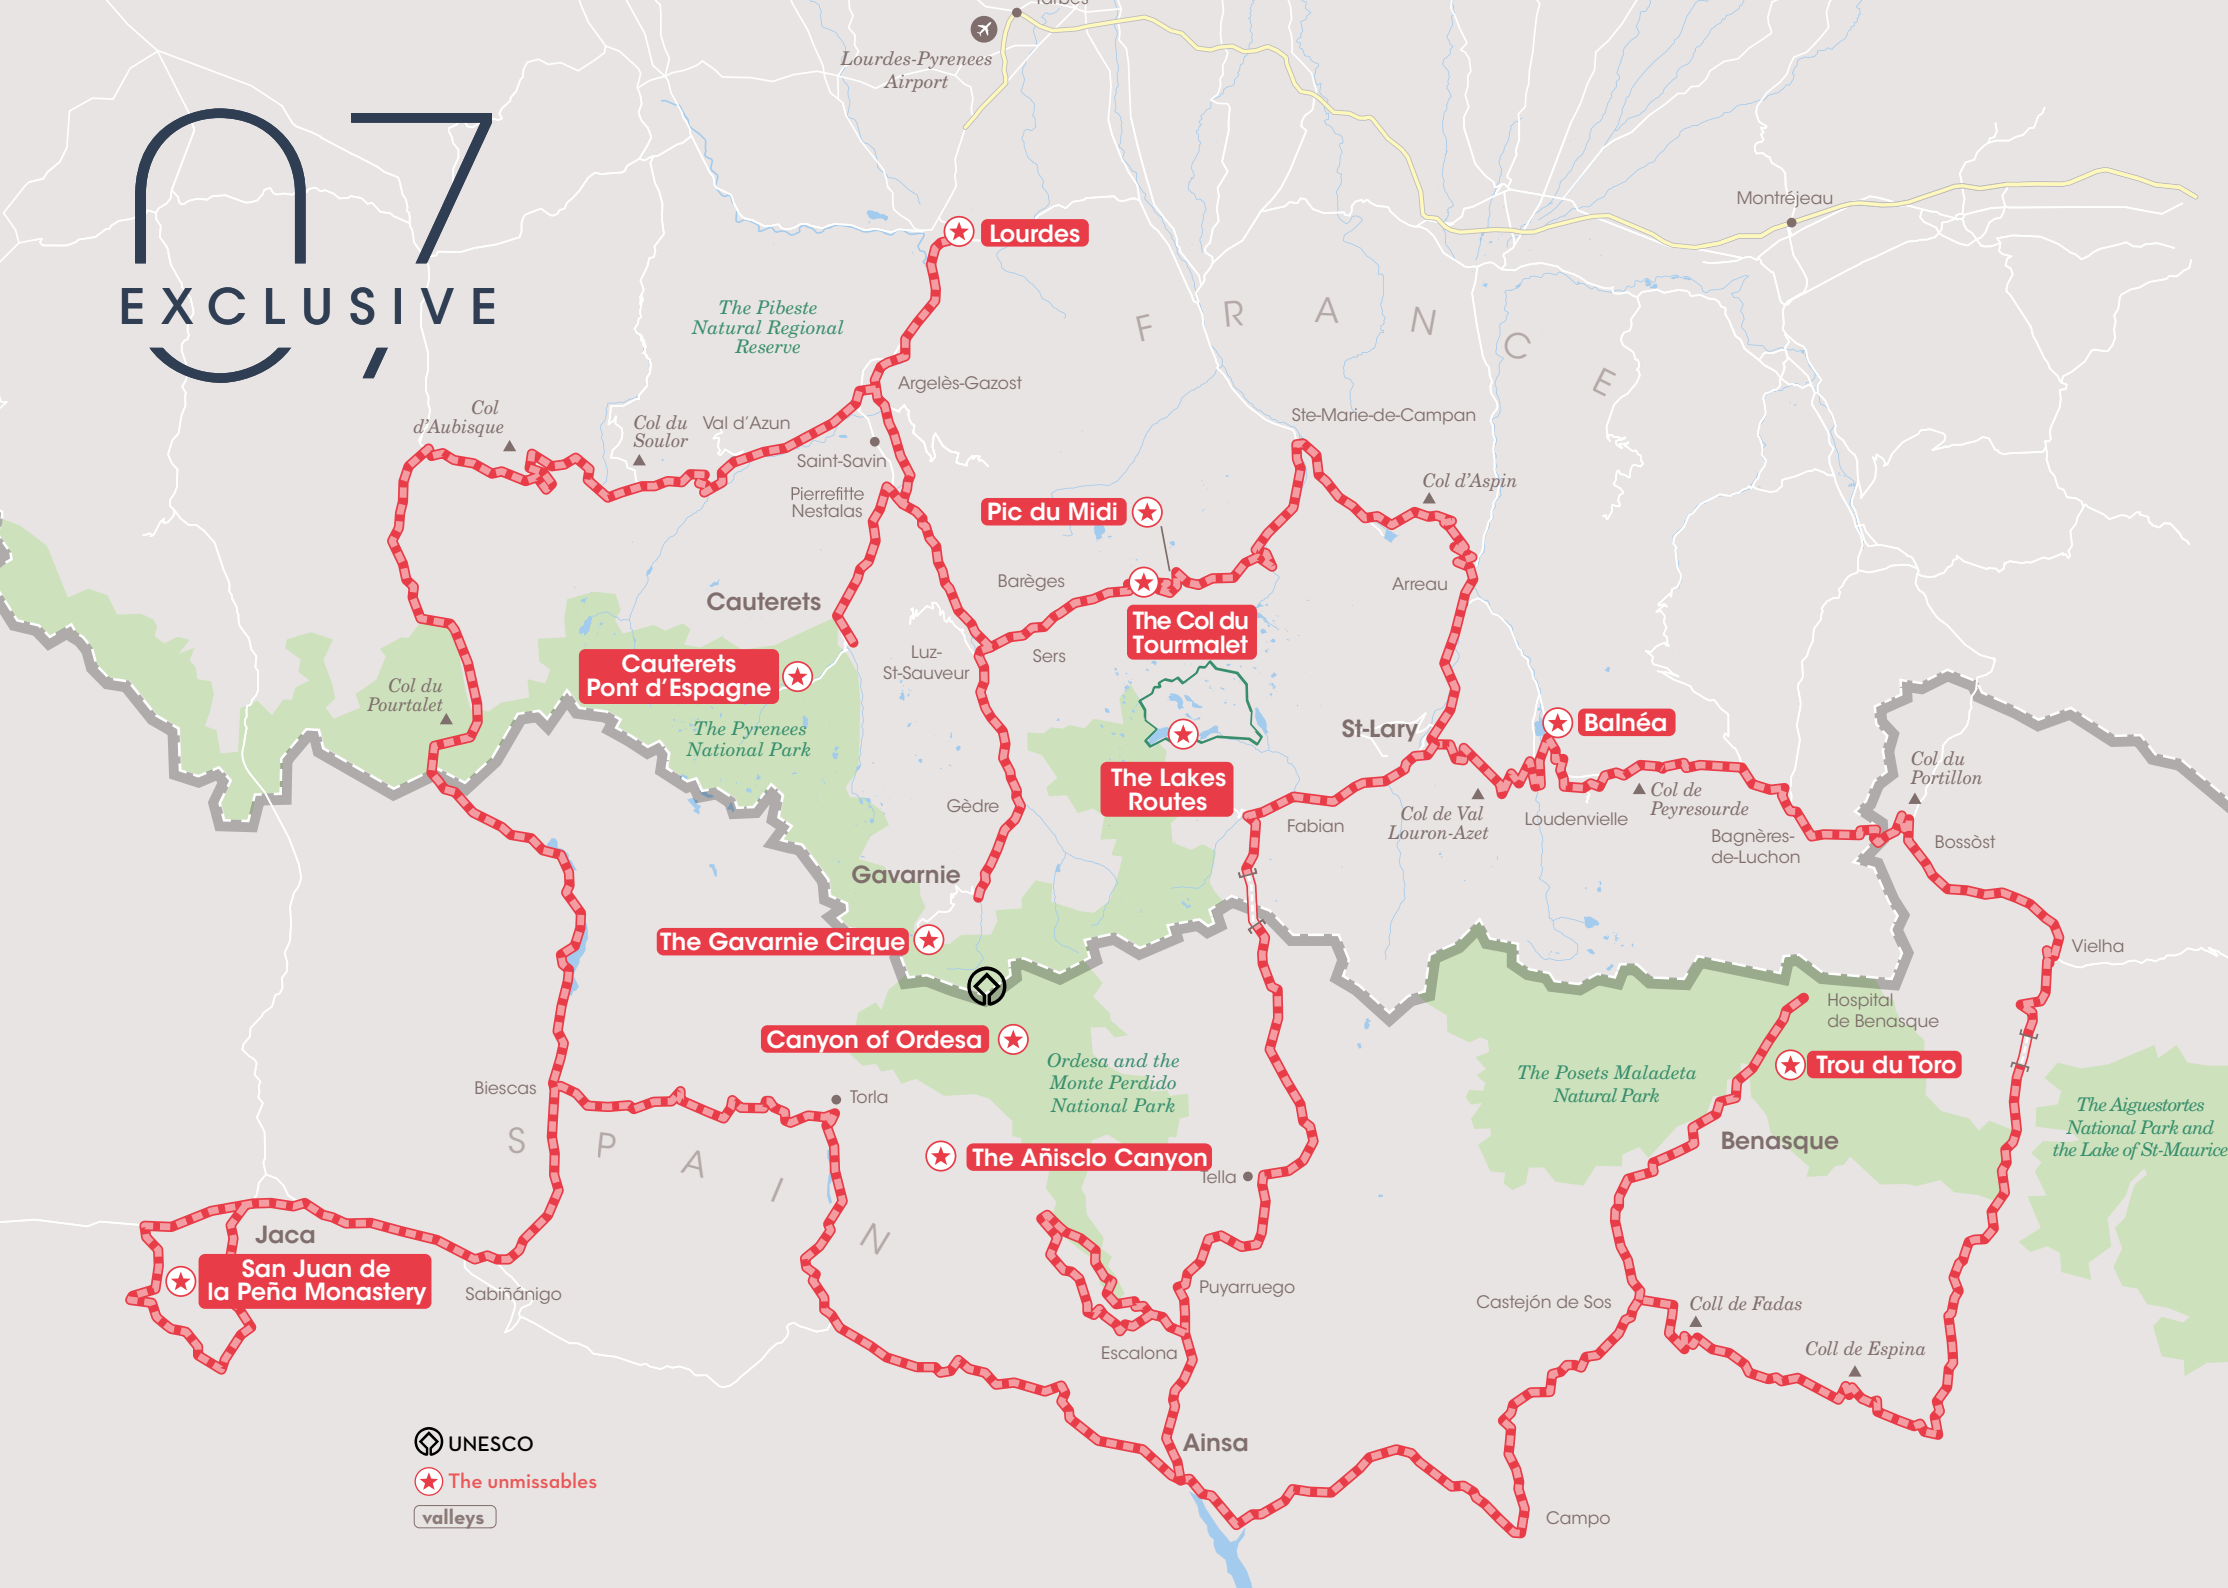 Tarbes
Lourdes-Pyrenees
Airport
EXCLUSIVE
Montréjeau
Lourdes
The Pibeste
Natural Regional
Reserve
F R A N C E
Argelès-Gazost
Col
d'Aubisque
Col du
Soulor
Val d'Azun
Ste-Marie-de-Campan
Saint-Savin
Col d'Aspin
Pierrefitte
Nestalas
Pic du Midi
Barèges
Arreau
Cauterets
The Col du
Tourmalet
Luz-
St-Sauveur
Sers
Cauterets
Pont d'Espagne
Col du
Pourtalet
The Pyrenees
National Park
St-Lary
Balnéa
Col du
Portillon
The Lakes
Routes
Gèdre
Fabian
Col de Val
Louron-Azet
Loudenvielle
Col de
Peyresourde
Bagnères-
de-Luchon
Bossòst
Gavarnie
The Gavarnie Cirque
Vielha
Hospital
de Benasque
Canyon of Ordesa
Ordesa and the
Monte Perdido
National Park
The Posets Maladeta
Natural Park
Trou du Toro
Biescas
Torla
The Aiguestortes
National Park and
the Lake of St-Maurice
S P A I N
Benasque
The Añisclo Canyon
Tella
Jaca
San Juan de
la Peña Monastery
Sabiñánigo
Puyarruego
Castejón de Sos
Coll de Fadas
Escalona
Coll de Espina
Ainsa
Campo
UNESCO
The unmissables
valleys